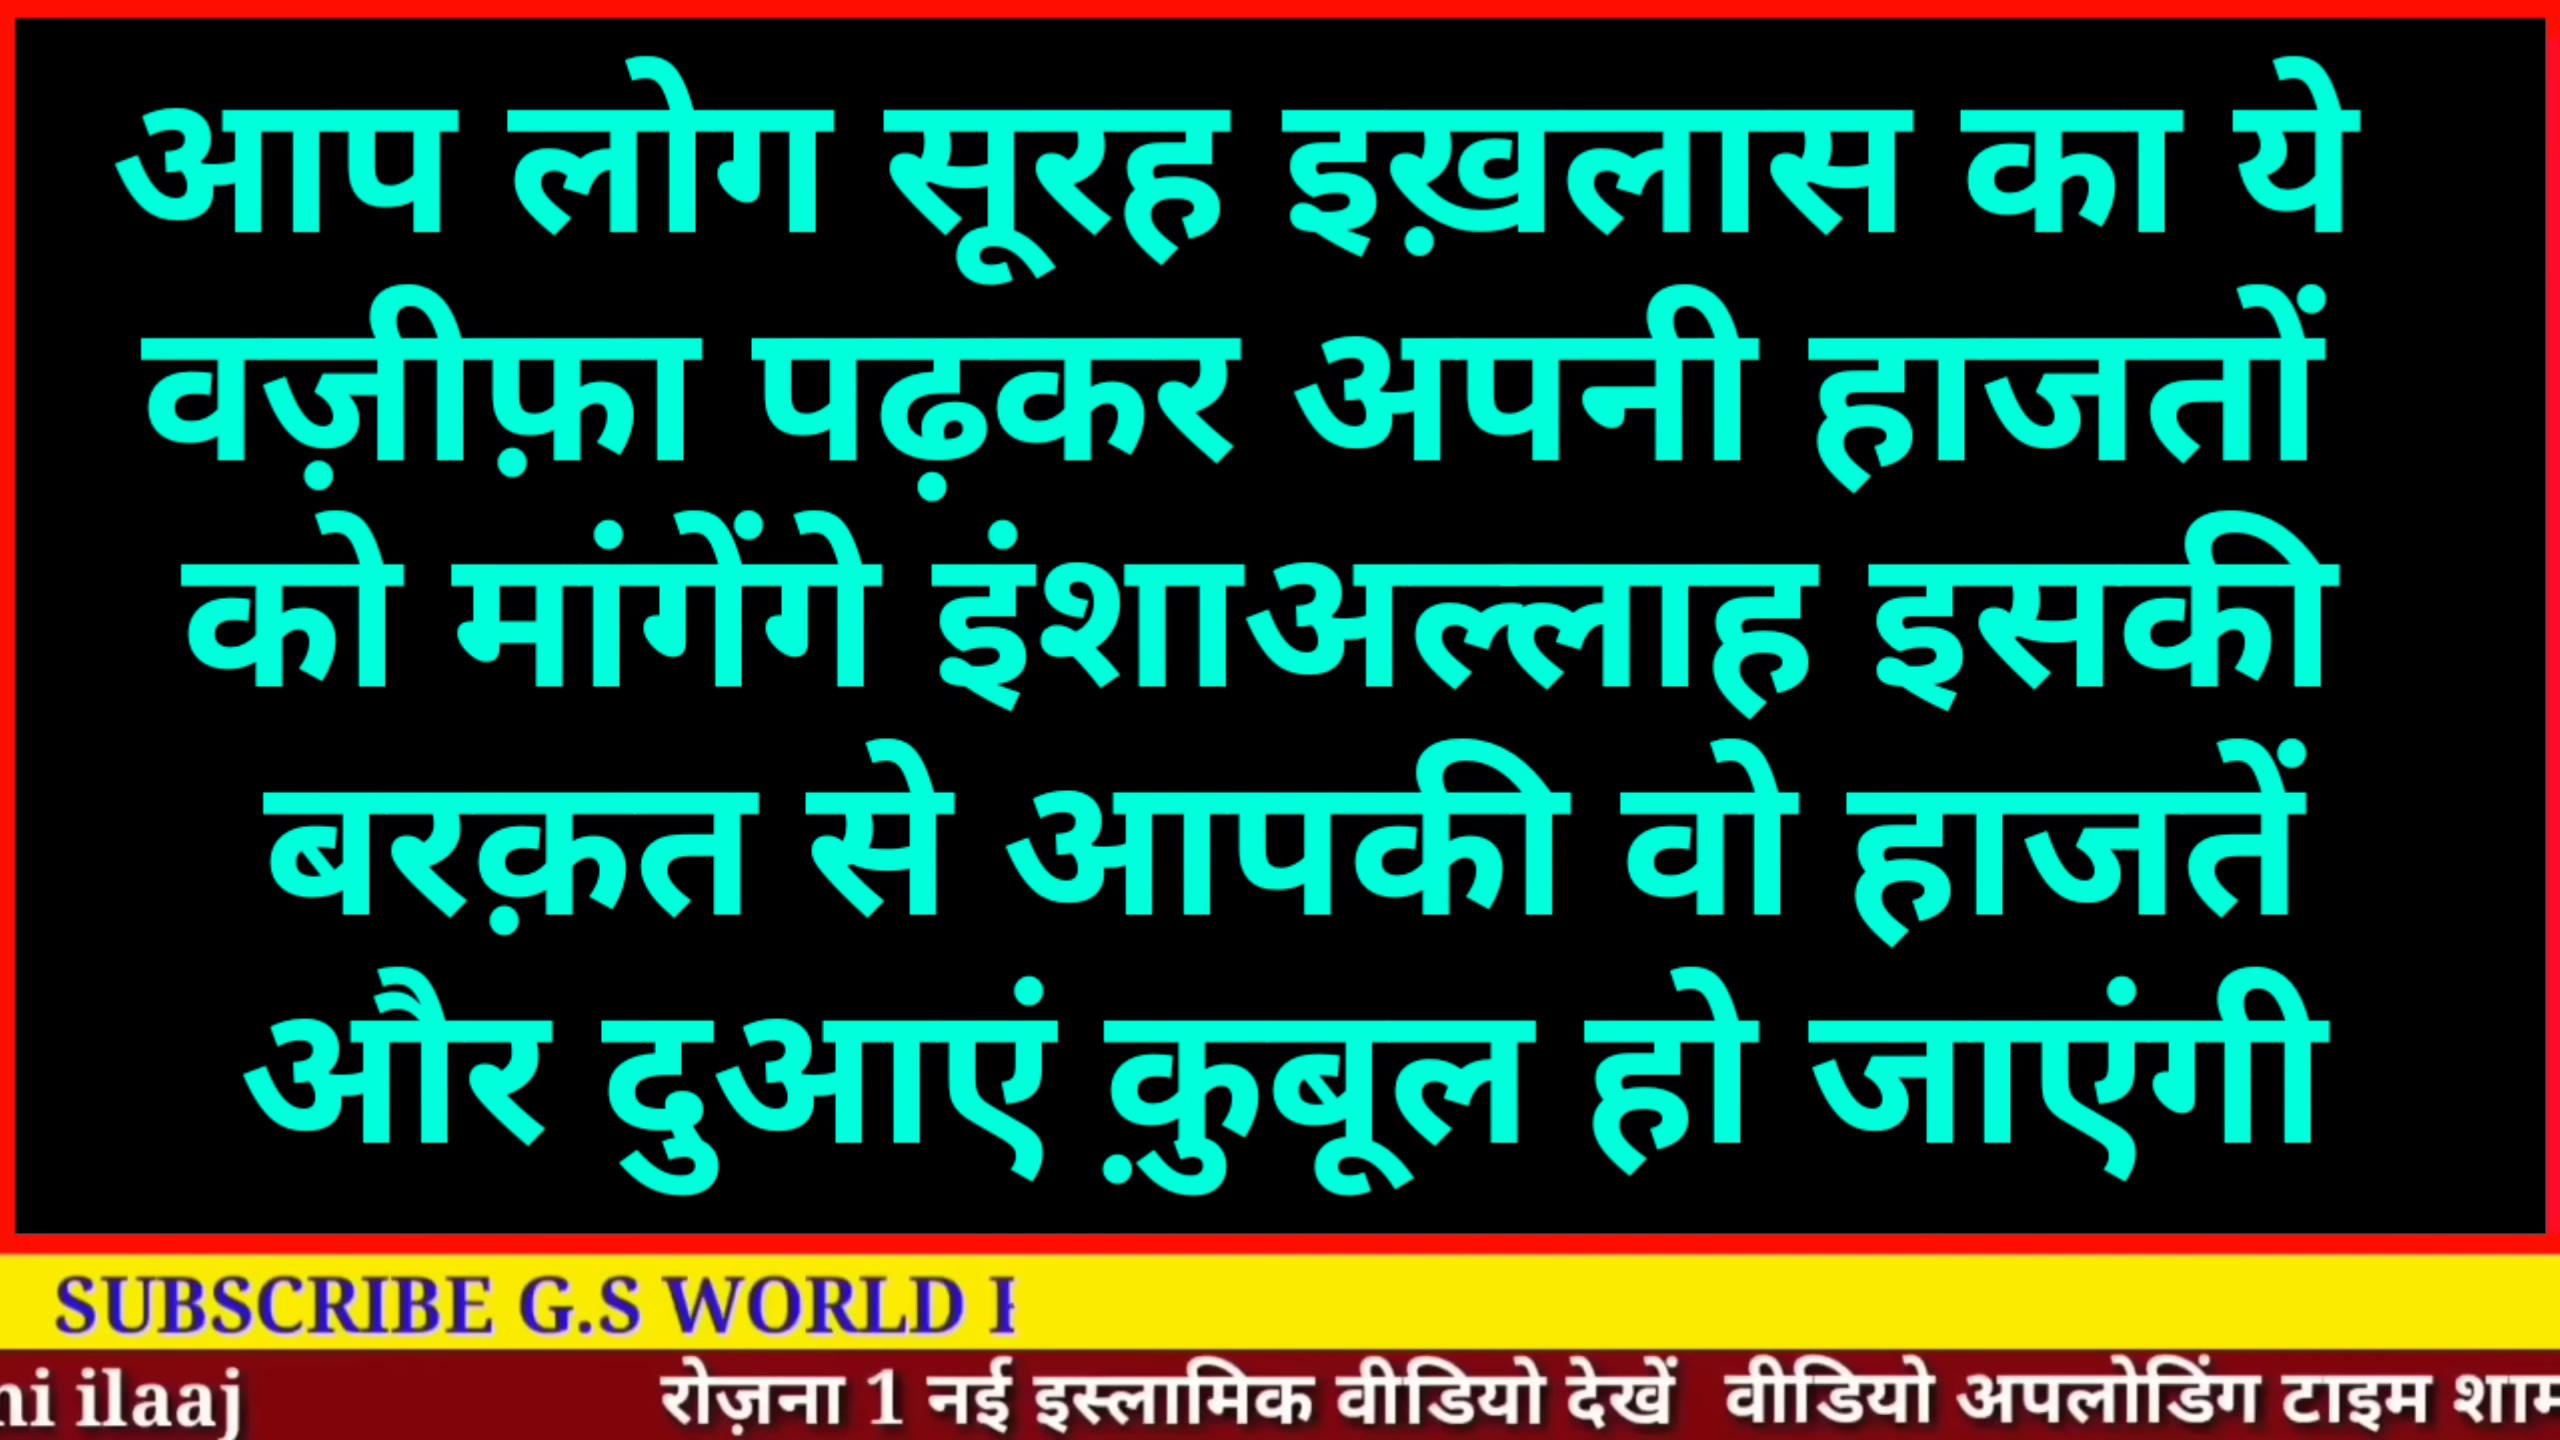 आप लोग सूरह इख़लास का ये
वज़ीफ़ा पढ़कर अपनी हाजतों
को मांगेंगे इंशाअल्लाह इसकी
बरक़त से आपकी वो हाजतें
और दुआएं क़ुबूल हो जाएंगी
SUBSCRIBE G.S WORLD
ilaaj रोज़ना 1 नई इस्लामिक वीडियो देखें वीडियो अपलोडिंग टाइम शाम